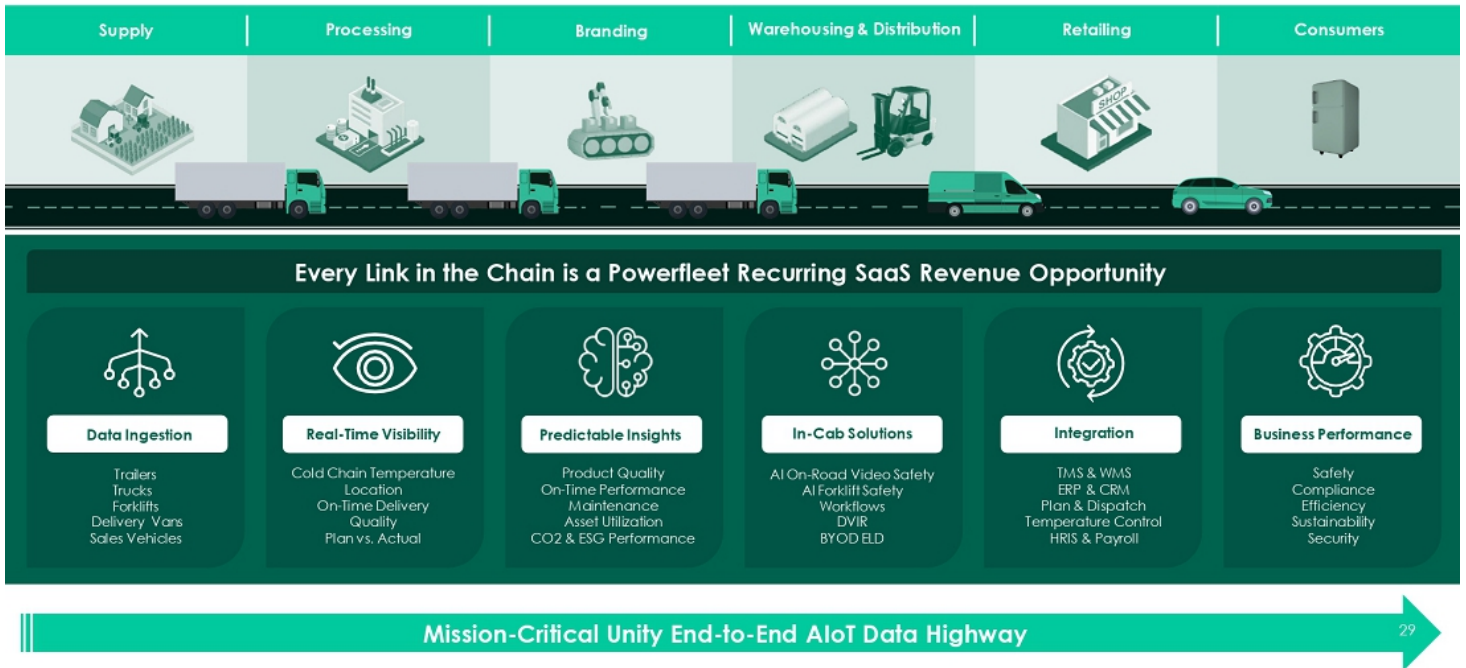 Supply
Processing
Branding
Warehousing & Distribution
Retailing
Consumers
SHOP
Every Link in the Chain is a Powerfleet Recurring SaaS Revenue Opportunity
Data Ingestion
Trailers
Trucks
Forklifts
Delivery Vans
Sales Vehicles
Real-Time Visibility
Cold Chain Temperature
Location
On-Time Delivery
Quality
Plan vs. Actual
Predictable Insights
Product Quality
On-Time Performance
Maintenance
Asset Utilization
CO2 & ESG Performance
In-Cab Solutions
AI On-Road Video Safety
AI Forklift Safety
Workflows
DVIR
BYOD ELD
Integration
TMS & WMS
ERP & CRM
Plan & Dispatch
Temperature Control
HRIS & Payroll
Business Performance
Safety
Compliance
Efficiency
Sustainability
Security
Mission-Critical Unity End-to-End AIoT Data Highway
29